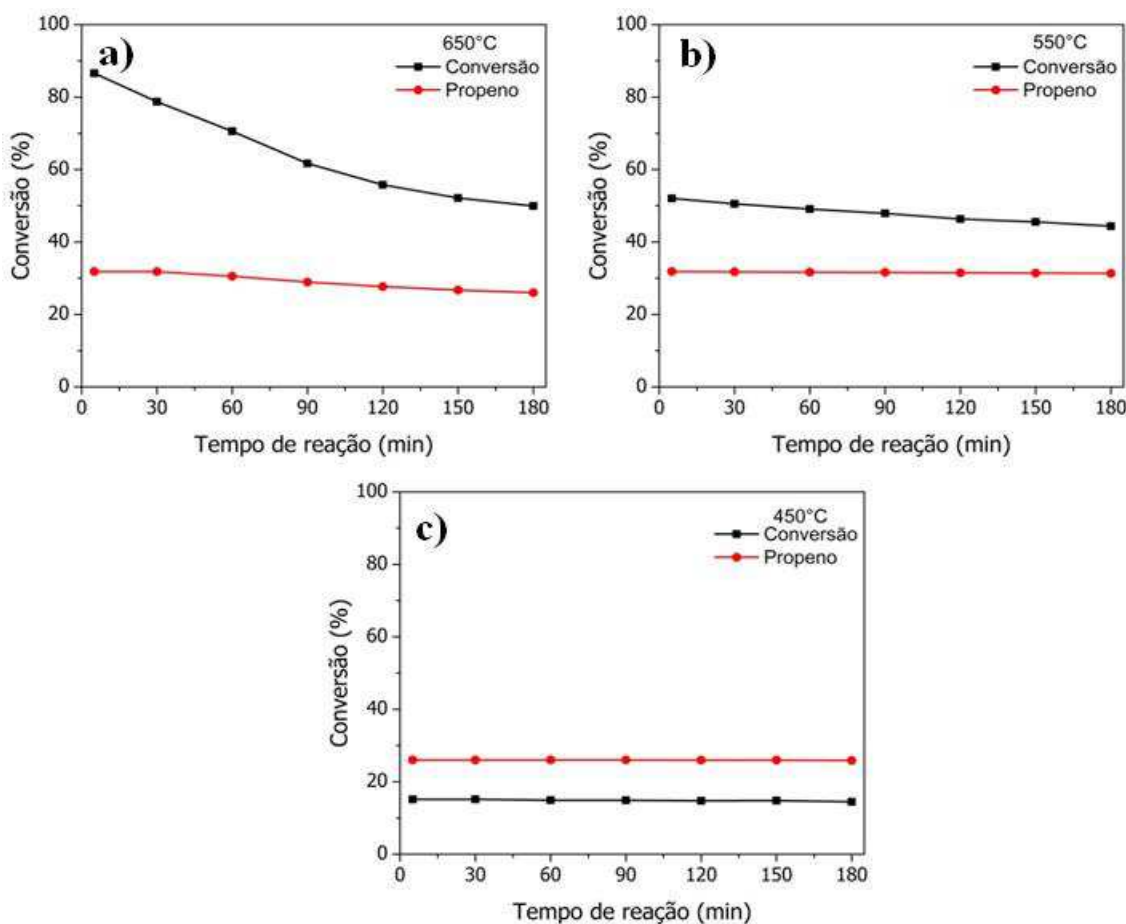 a)
650°C
Conversão
Propeno
Conversão (%)
100
80
60
40
20
0
0 30 60 90 120 150 180
Tempo de reação (min)
b)
550°C
Conversão
Propeno
Conversão (%)
100
80
60
40
20
0
0 30 60 90 120 150 180
Tempo de reação (min)
c)
450°C
Conversão
Propeno
Conversão (%)
100
80
60
40
20
0
0 30 60 90 120 150 180
Tempo de reação (min)